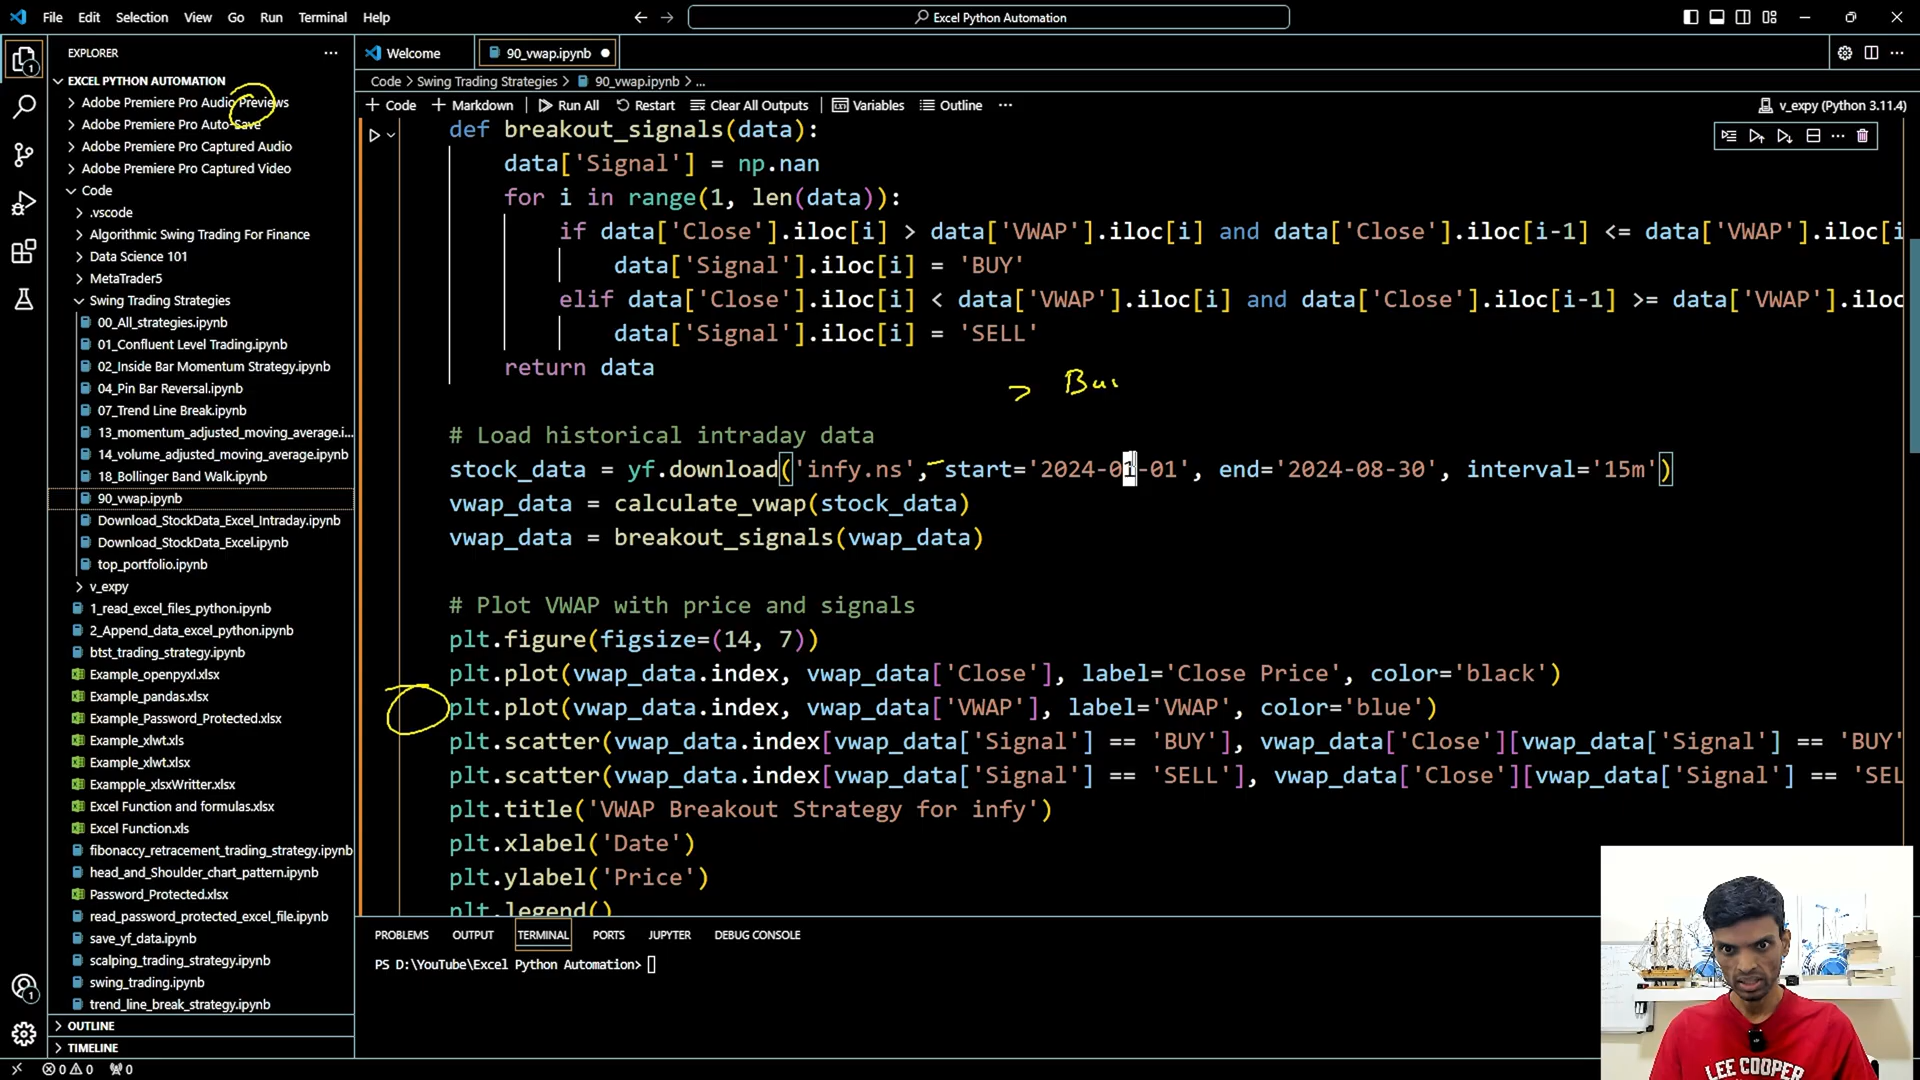 File Edit Selection View Go Run Terminal Help
Excel Python Automation
EXPLORER
Welcome
90_vwap.ipynb
EXCEL PYTHON AUTOMATION
Adobe Premiere Pro Audio Previews
Adobe Premiere Pro Auto-Save
Adobe Premiere Pro Captured Audio
Adobe Premiere Pro Captured Video
Code
.vscode
Algorithmic Swing Trading For Finance
Data Science 101
MetaTrader5
Swing Trading Strategies
00_All_strategies.ipynb
01_Confluent Level Trading.ipynb
02_Inside Bar Momentum Strategy.ipynb
04_Pin Bar Reversal.ipynb
07_Trend Line Break.ipynb
13_momentum_adjusted_moving_average.i...
14_volume_adjusted_moving_average.ipynb
18_Bollinger Band Walk.ipynb
90_vwap.ipynb
Download_StockData_Excel_Intraday.ipynb
Download_StockData_Excel.ipynb
top_portfolio.ipynb
v_expy
1_read_excel_files_python.ipynb
2_Append_data_excel_python.ipynb
btst_trading_strategy.ipynb
Example_openpyxl.xlsx
Example_pandas.xlsx
Example_Password_Protected.xlsx
Example_xlwt.xls
Example_xlwt.xlsx
Exampple_xlsxWritter.xlsx
Excel Function and formulas.xlsx
Excel Function.xls
fibonaccy_retracement_trading_strategy.ipynb
head_and_Shoulder_chart_pattern.ipynb
Password_Protected.xlsx
read_password_protected_excel_file.ipynb
save_yf_data.ipynb
scalping_trading_strategy.ipynb
swing_trading.ipynb
trend_line_break_strategy.ipynb
OUTLINE
TIMELINE
Code > Swing Trading Strategies > 90_vwap.ipynb > ...
+ Code + Markdown Run All Restart Clear All Outputs Variables Outline ...
v_expy (Python 3.11.4)
def breakout_signals(data):
data['Signal'] = np.nan
for i in range(1, len(data)):
if data['Close'].iloc[i] > data['VWAP'].iloc[i] and data['Close'].iloc[i-1] <= data['VWAP'].iloc[i
data['Signal'].iloc[i] = 'BUY'
elif data['Close'].iloc[i] < data['VWAP'].iloc[i] and data['Close'].iloc[i-1] >= data['VWAP'].iloc
data['Signal'].iloc[i] = 'SELL'
return data
# Load historical intraday data
stock_data = yf.download('infy.ns', start='2024-01-01', end='2024-08-30', interval='15m')
vwap_data = calculate_vwap(stock_data)
vwap_data = breakout_signals(vwap_data)
# Plot VWAP with price and signals
plt.figure(figsize=(14, 7))
plt.plot(vwap_data.index, vwap_data['Close'], label='Close Price', color='black')
plt.plot(vwap_data.index, vwap_data['VWAP'], label='VWAP', color='blue')
plt.scatter(vwap_data.index[vwap_data['Signal'] == 'BUY'], vwap_data['Close'][vwap_data['Signal'] == 'BUY'
plt.scatter(vwap_data.index[vwap_data['Signal'] == 'SELL'], vwap_data['Close'][vwap_data['Signal'] == 'SEL
plt.title('VWAP Breakout Strategy for infy')
plt.xlabel('Date')
plt.ylabel('Price')
plt.legend()
PROBLEMS OUTPUT TERMINAL PORTS JUPYTER DEBUG CONSOLE
PS D:\YouTube\Excel Python Automation>
LEE COOPER
0 0 0